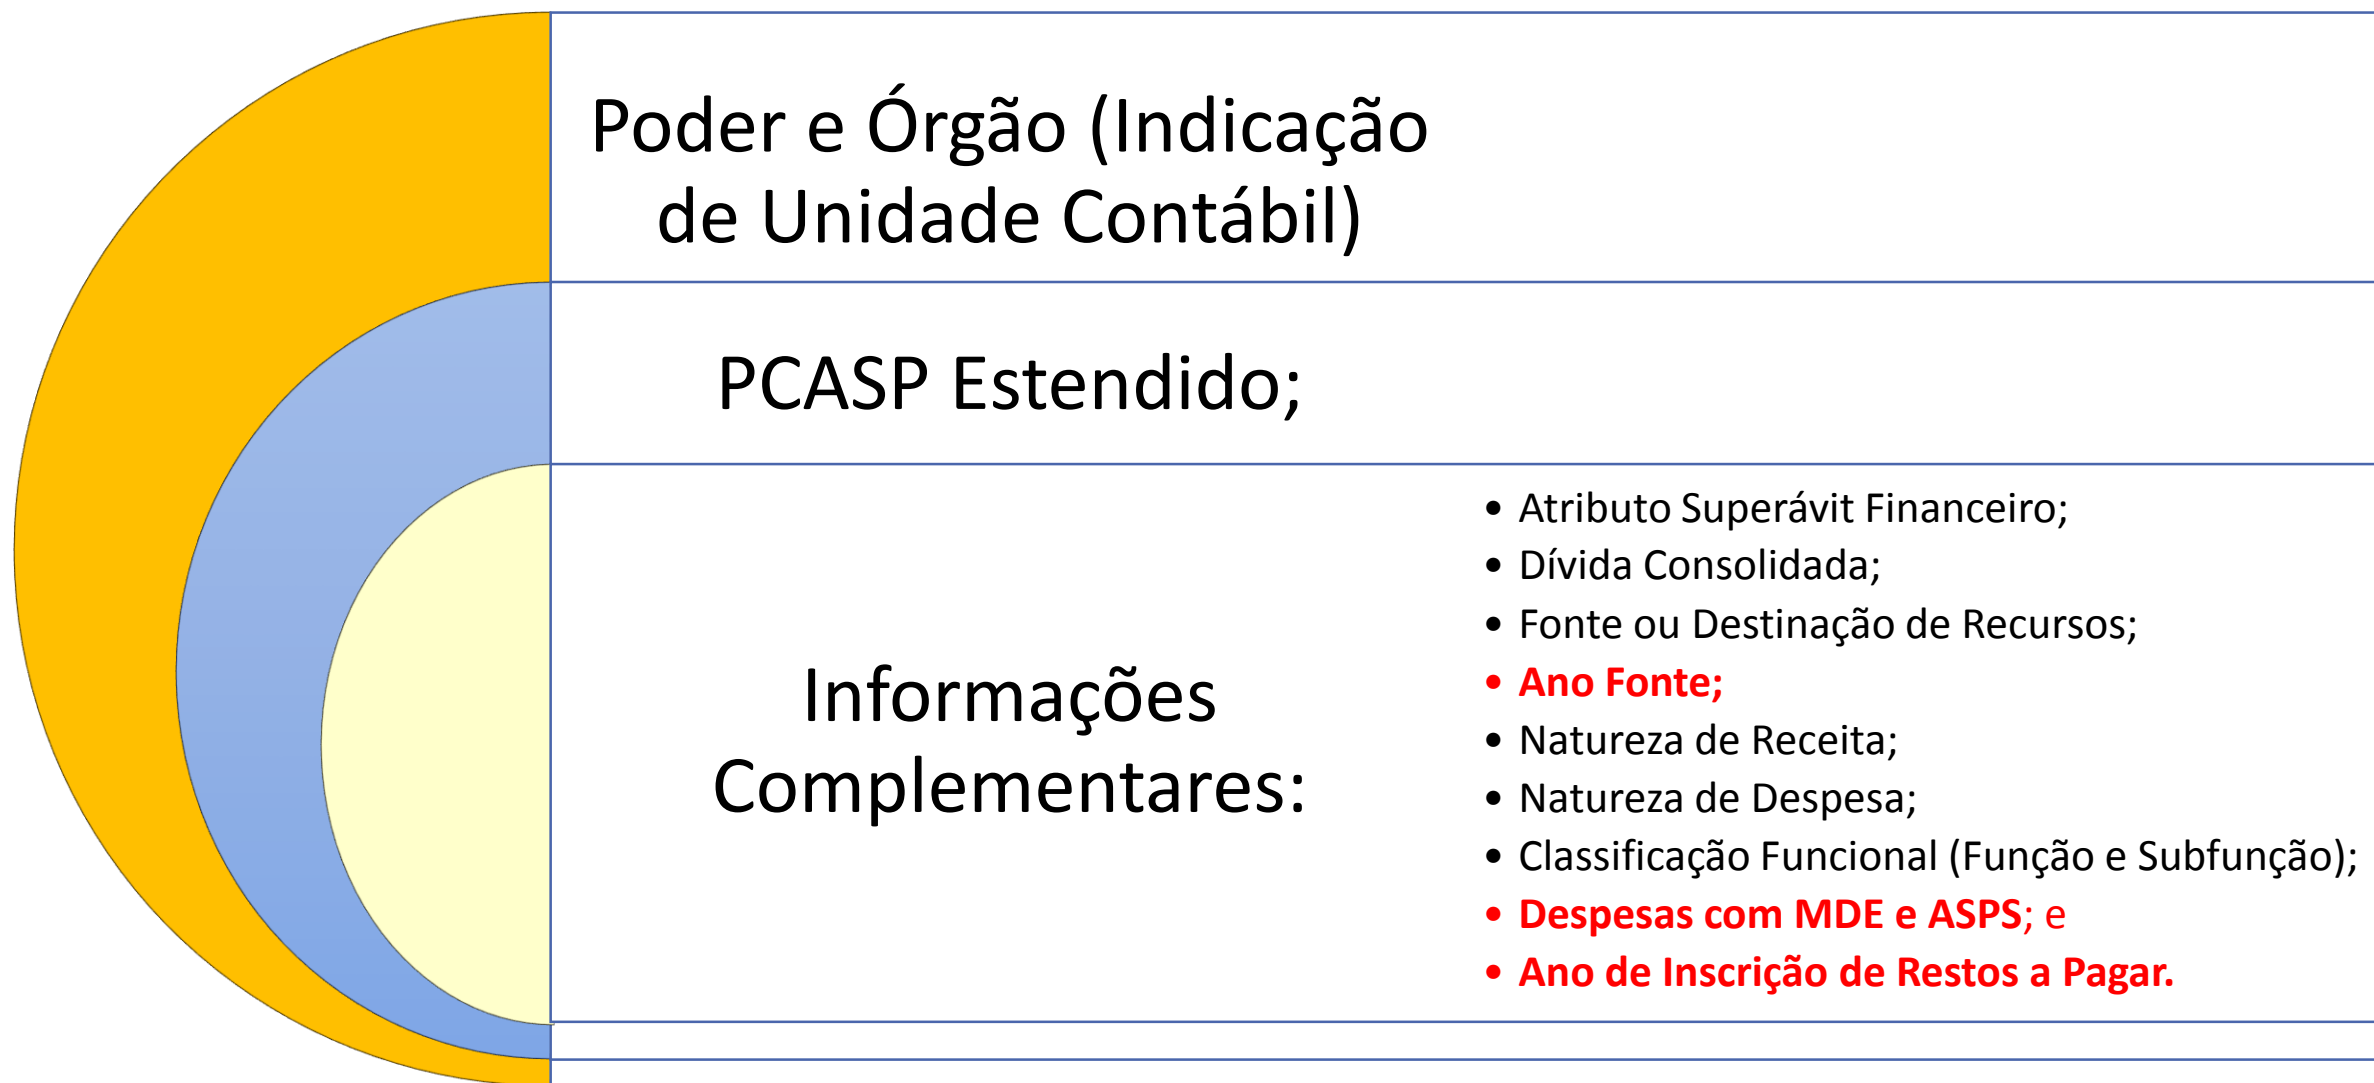 Poder e Órgão (Indicação
de Unidade Contábil)
PCASP Estendido;
Informações
Complementares:
• Atributo Superávit Financeiro;
• Dívida Consolidada;
• Fonte ou Destinação de Recursos;
• Ano Fonte;
• Natureza de Receita;
• Natureza de Despesa;
• Classificação Funcional (Função e Subfunção);
• Despesas com MDE e ASPS; e
• Ano de Inscrição de Restos a Pagar.